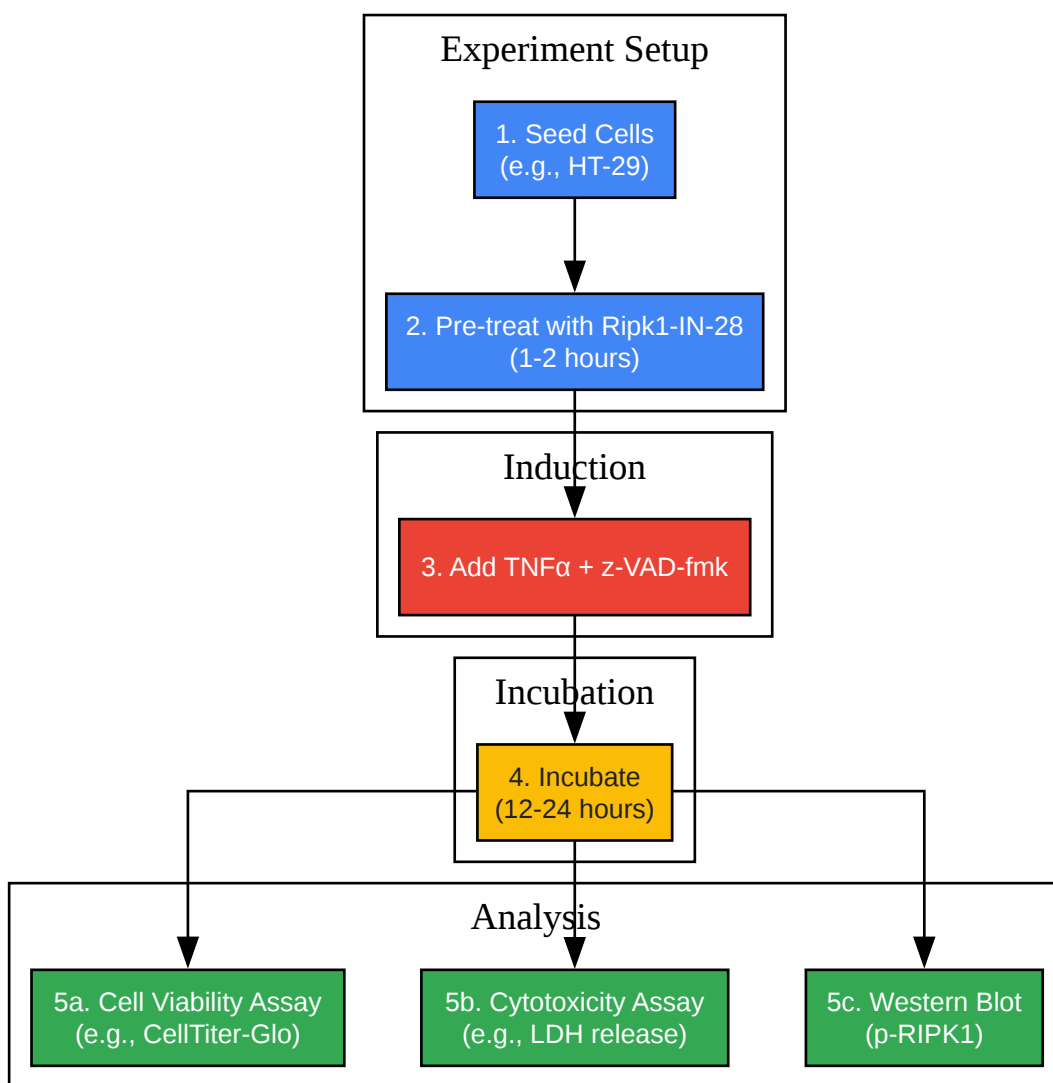 Experiment Setup
1. Seed Cells
(e.g., HT-29)
2. Pre-treat with Ripk1-IN-28
(1-2 hours)
Induction
3. Add TNFα + z-VAD-fmk
Incubation
4. Incubate
(12-24 hours)
Analysis
5a. Cell Viability Assay
(e.g., CellTiter-Glo)
5b. Cytotoxicity Assay
(e.g., LDH release)
5c. Western Blot
(p-RIPK1)